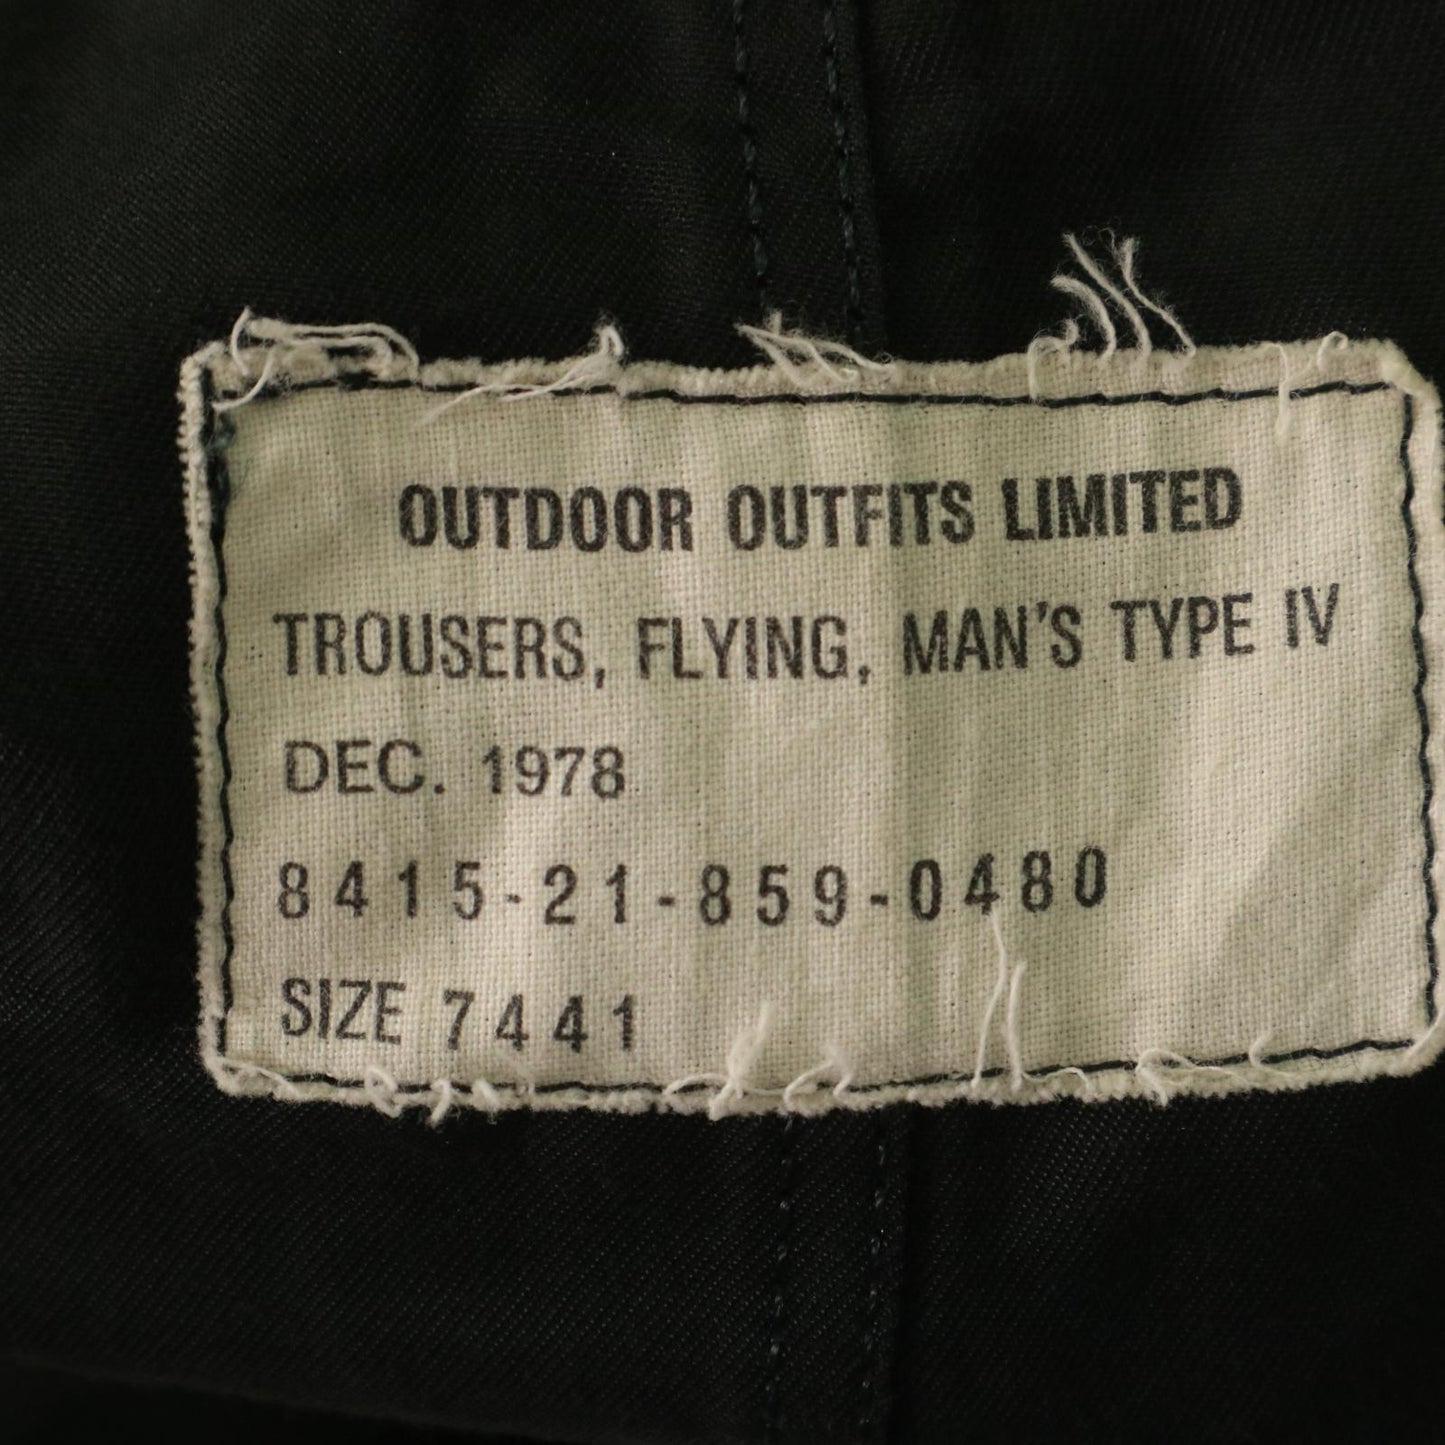 OUTDOOR OUTFITS LIMITED
TROUSERS, FLYING, MAN'S TYPE IV
DEC. 1978
8415-21-859-0480
SIZE 7441